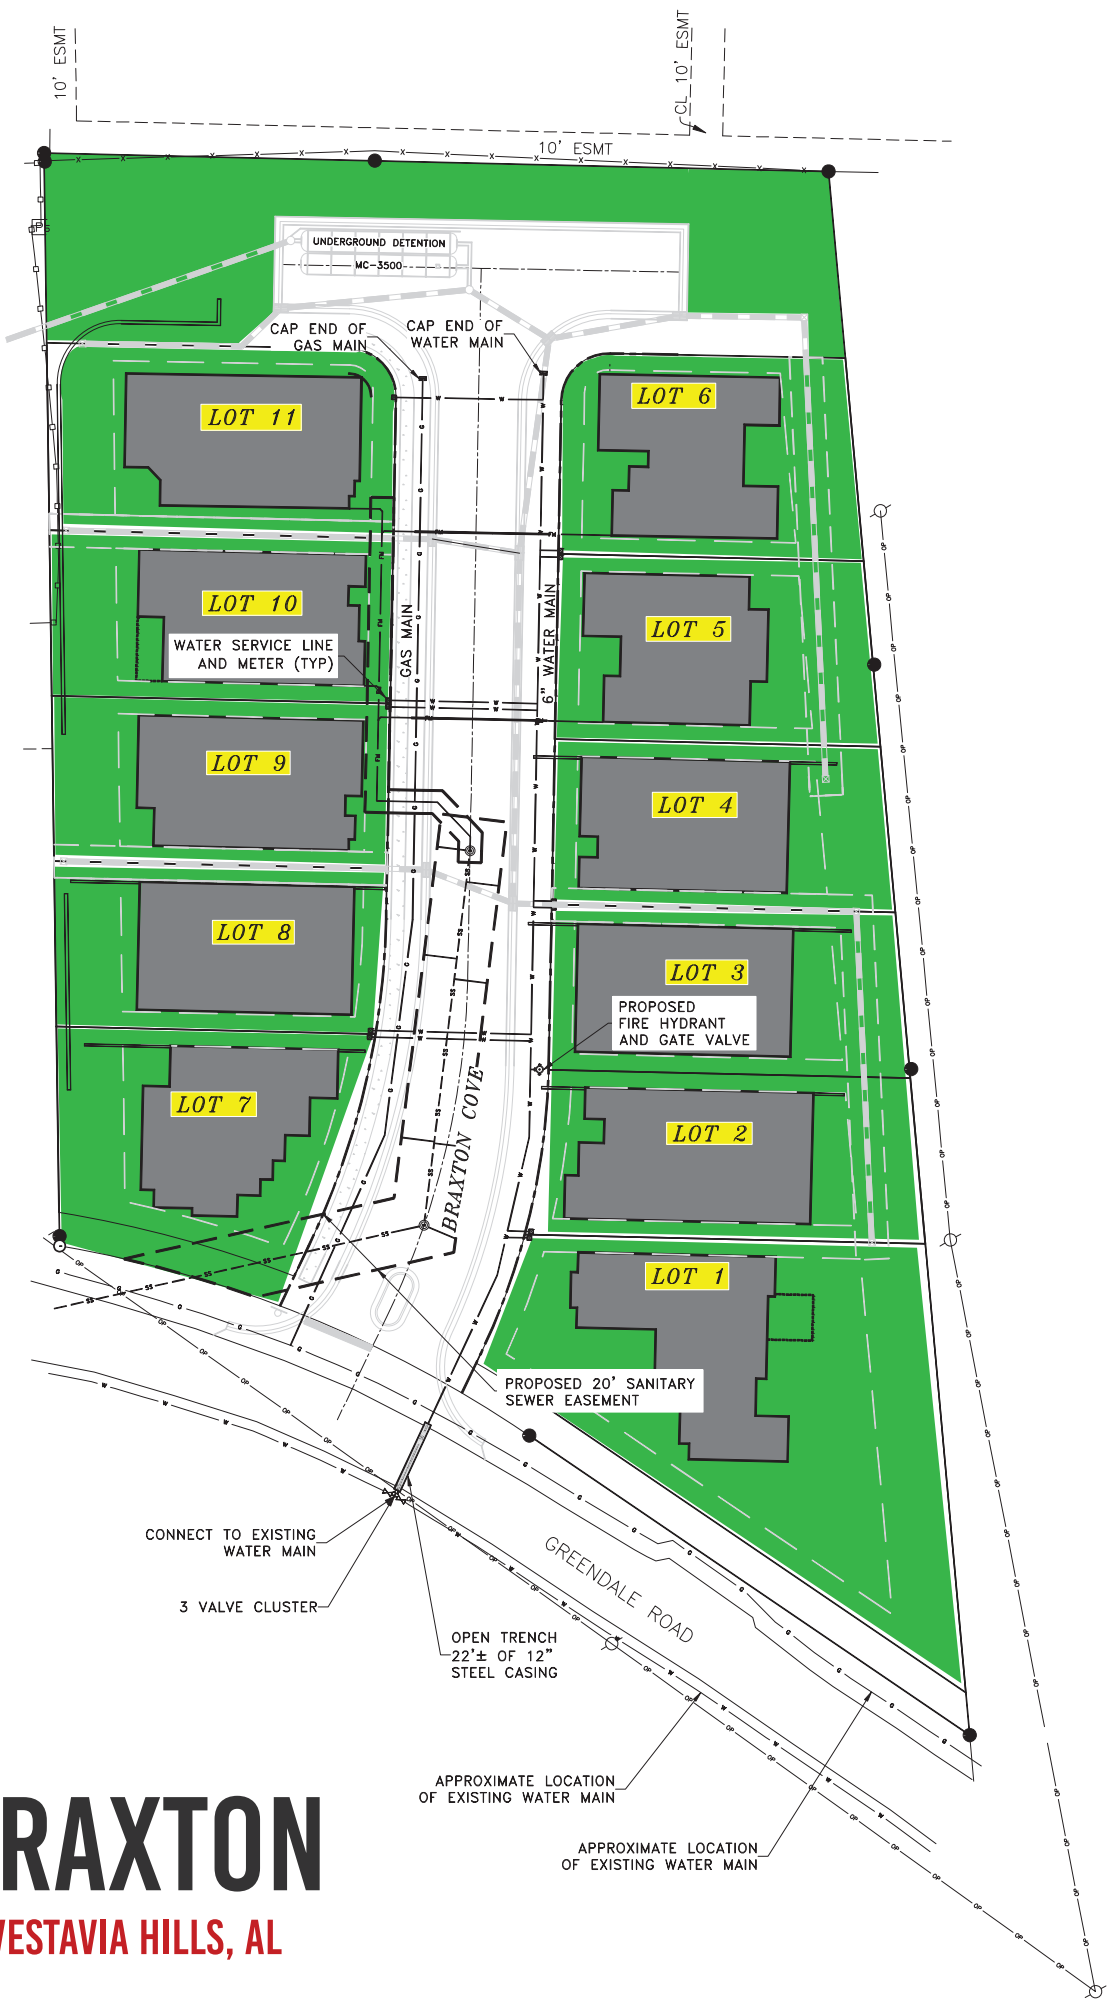 10' ESMT
CL 10' ESMT
10' ESMT
UNDERGROUND DETENTION
MC-3500
CAP END OF
GAS MAIN
CAP END OF
WATER MAIN
LOT 11
LOT 6
LOT 10
LOT 5
WATER SERVICE LINE
AND METER (TYP)
GAS MAIN
6" WATER MAIN
LOT 9
LOT 4
LOT 8
LOT 3
PROPOSED
FIRE HYDRANT
AND GATE VALVE
LOT 7
LOT 2
BRAXTON COVE
LOT 1
PROPOSED 20' SANITARY
SEWER EASEMENT
CONNECT TO EXISTING
WATER MAIN
3 VALVE CLUSTER
OPEN TRENCH
22'± OF 12"
STEEL CASING
GREENDALE ROAD
APPROXIMATE LOCATION
OF EXISTING WATER MAIN
APPROXIMATE LOCATION
OF EXISTING WATER MAIN
RAXTON
VESTAVIA HILLS, AL